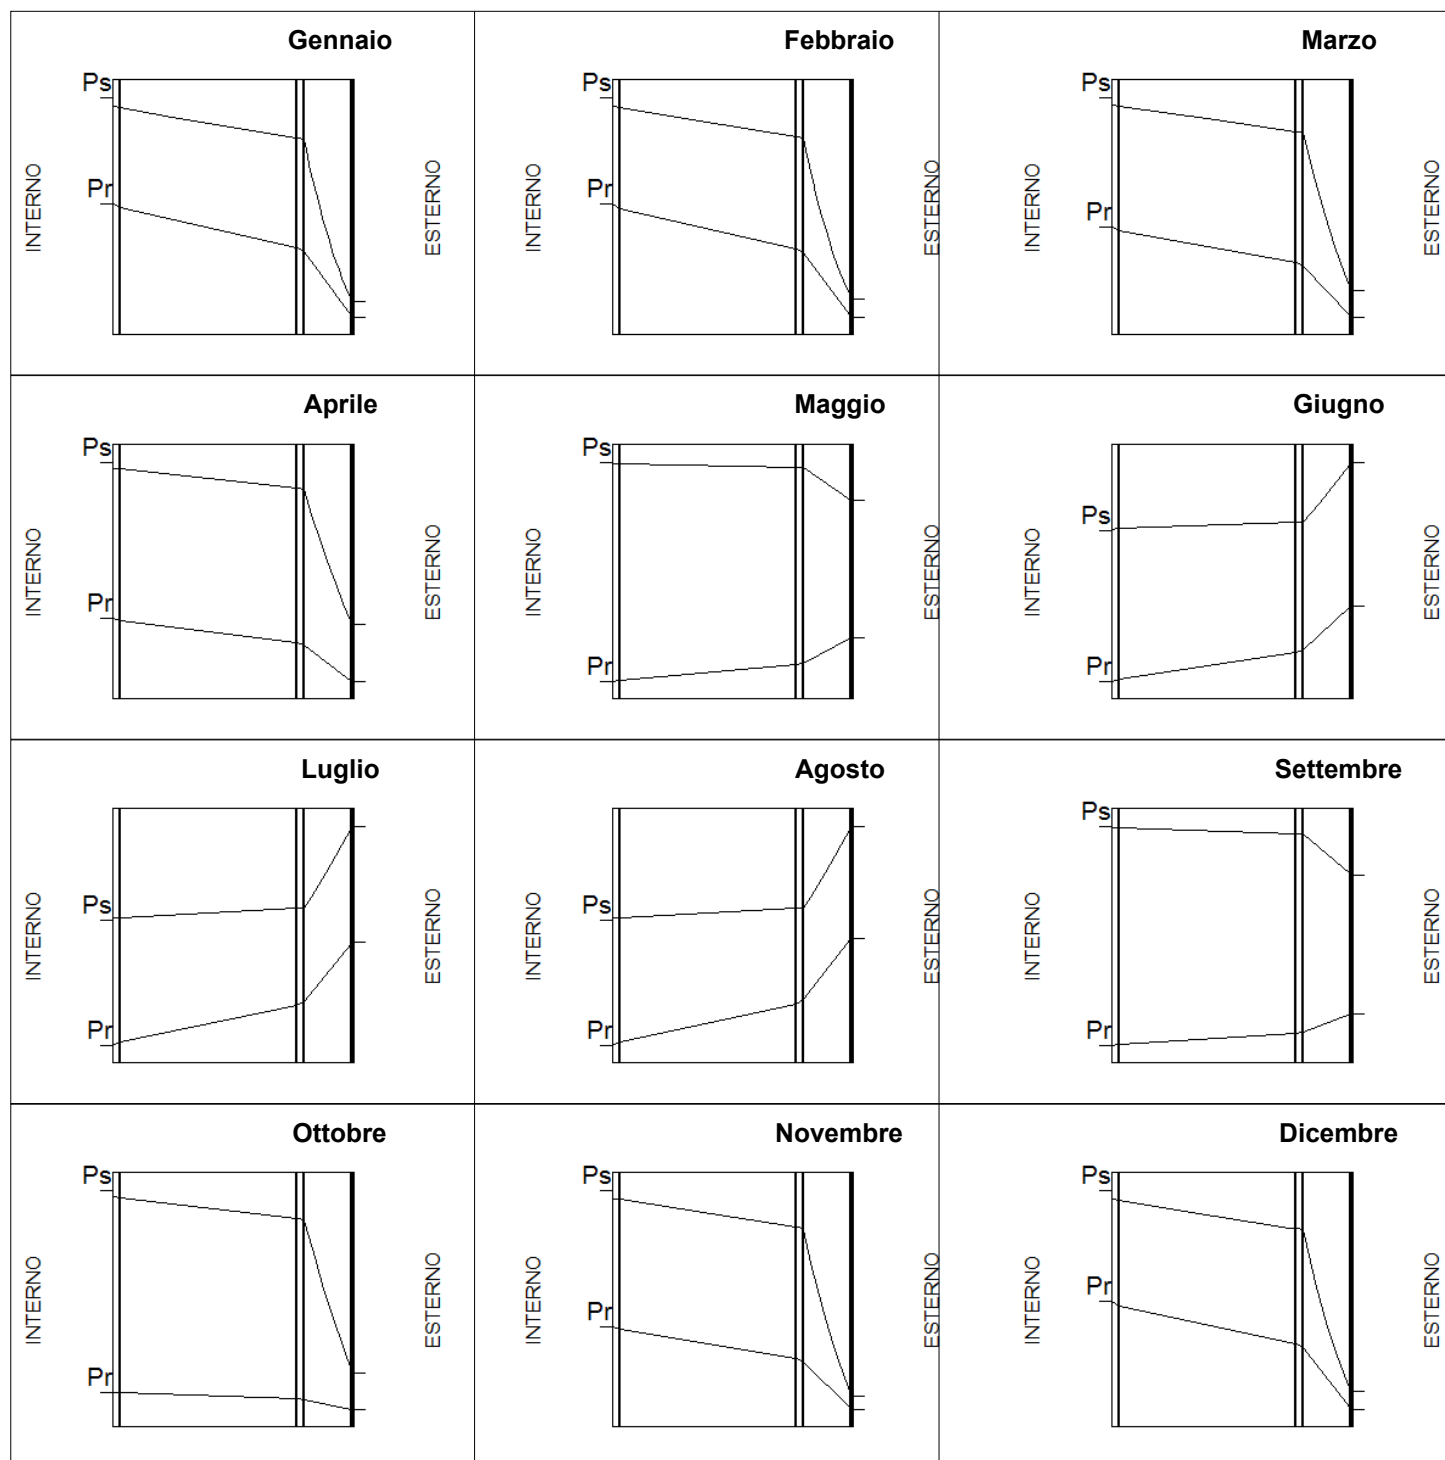 Gennaio
Ps
Pr
INTERNO
ESTERNO
Febbraio
Ps
Pr
INTERNO
ESTERNO
Marzo
Ps
Pr
INTERNO
ESTERNO
Aprile
Ps
Pr
INTERNO
ESTERNO
Maggio
Ps
Pr
INTERNO
ESTERNO
Giugno
Ps
Pr
INTERNO
ESTERNO
Luglio
Ps
Pr
INTERNO
ESTERNO
Agosto
Ps
Pr
INTERNO
ESTERNO
Settembre
Ps
Pr
INTERNO
ESTERNO
Ottobre
Ps
Pr
INTERNO
ESTERNO
Novembre
Ps
Pr
INTERNO
ESTERNO
Dicembre
Ps
Pr
INTERNO
ESTERNO